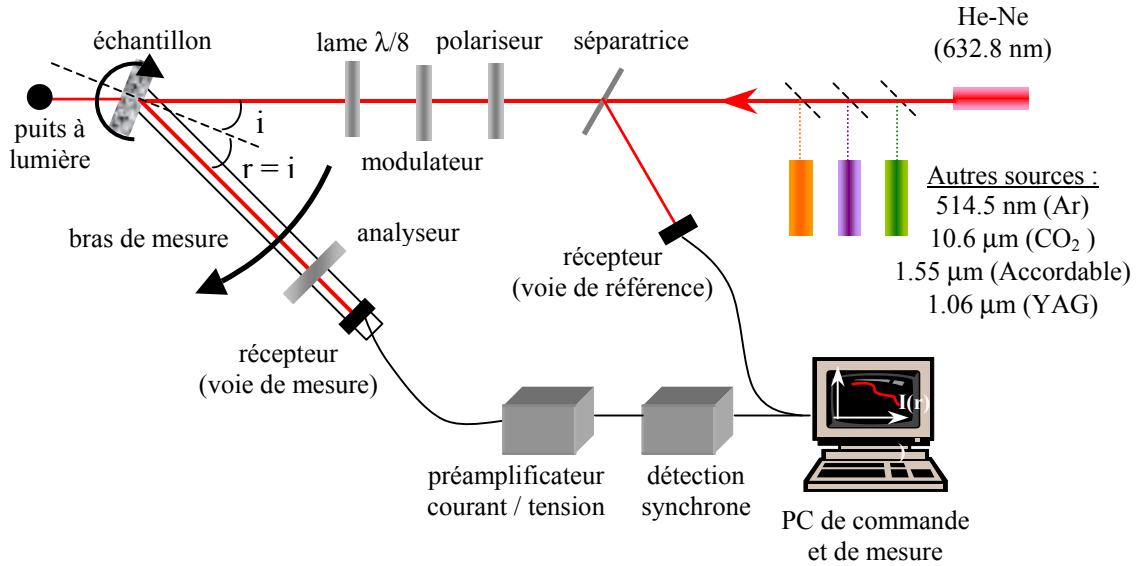 He-Ne
(632.8 nm)
échantillon
lame λ/8
polariseur
séparatrice
puits à
lumière
i
r = i
modulateur
bras de mesure
analyseur
Autres sources :
514.5 nm (Ar)
10.6 µm (CO₂ )
1.55 µm (Accordable)
1.06 µm (YAG)
récepteur
(voie de référence)
récepteur
(voie de mesure)
I(r)
)
préamplificateur
courant / tension
détection
synchrone
PC de commande
et de mesure